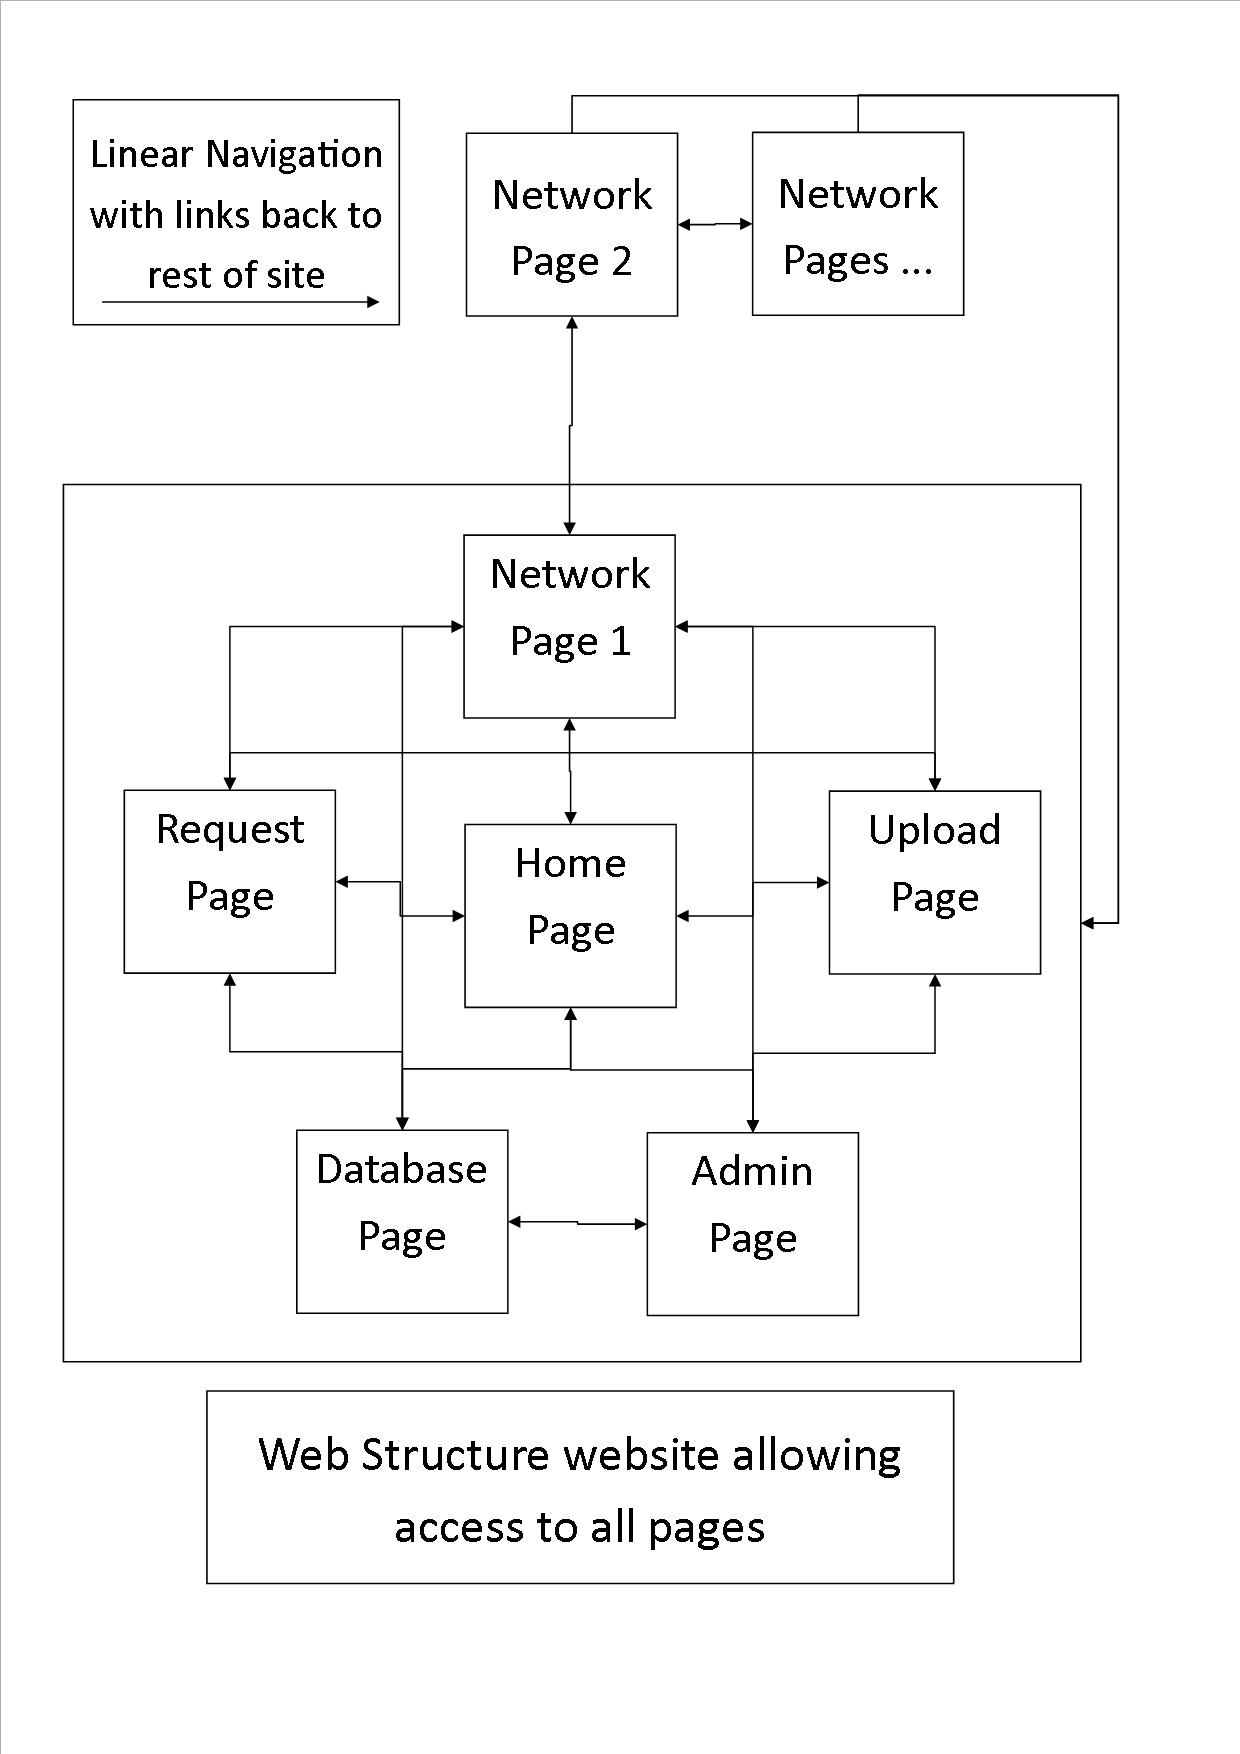 Linear Navigation
with links back to
rest of site
Network
Page 2
Network
Pages ...
Network
Page 1
Request
Page
Home
Page
Upload
Page
Database
Page
Admin
Page
Web Structure website allowing
access to all pages